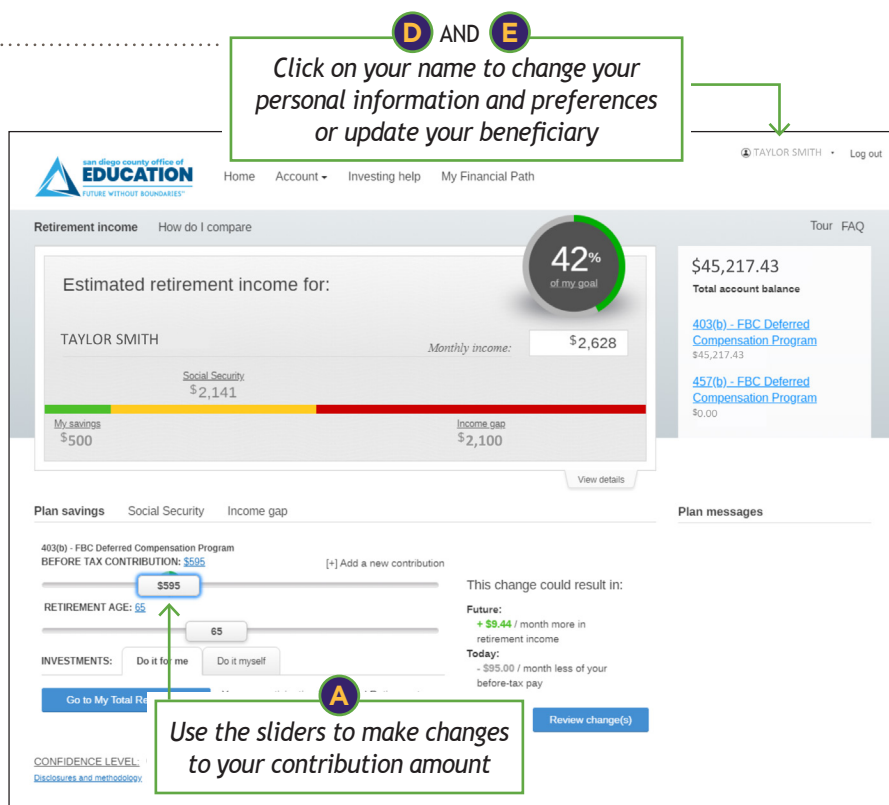 D AND E
Click on your name to change your
personal information and preferences
or update your beneficiary
TAYLOR SMITH • Log out
san diego county office of
EDUCATION
FUTURE WITHOUT BOUNDARIES™
Home Account Investing help My Financial Path
Retirement income How do I compare
Tour FAQ
42%
of my goal
Estimated retirement income for:
TAYLOR SMITH
Monthly income: $2,628
Social Security
$2,141
My savings
$500
Income gap
$2,100
View details
$45,217.43
Total account balance
403(b) - FBC Deferred
Compensation Program
$45,217.43
457(b) - FBC Deferred
Compensation Program
$0.00
Plan savings Social Security Income gap
Plan messages
403(b) - FBC Deferred Compensation Program
BEFORE TAX CONTRIBUTION: $595
[+] Add a new contribution
$595
RETIREMENT AGE: 65
65
INVESTMENTS: Do it for me Do it myself
Go to My Total Re
This change could result in:
Future:
+ $9.44 / month more in
retirement income
Today:
- $95.00 / month less of your
before-tax pay
Review change(s)
A
Use the sliders to make changes
to your contribution amount
CONFIDENCE LEVEL:
Disclosures and methodology